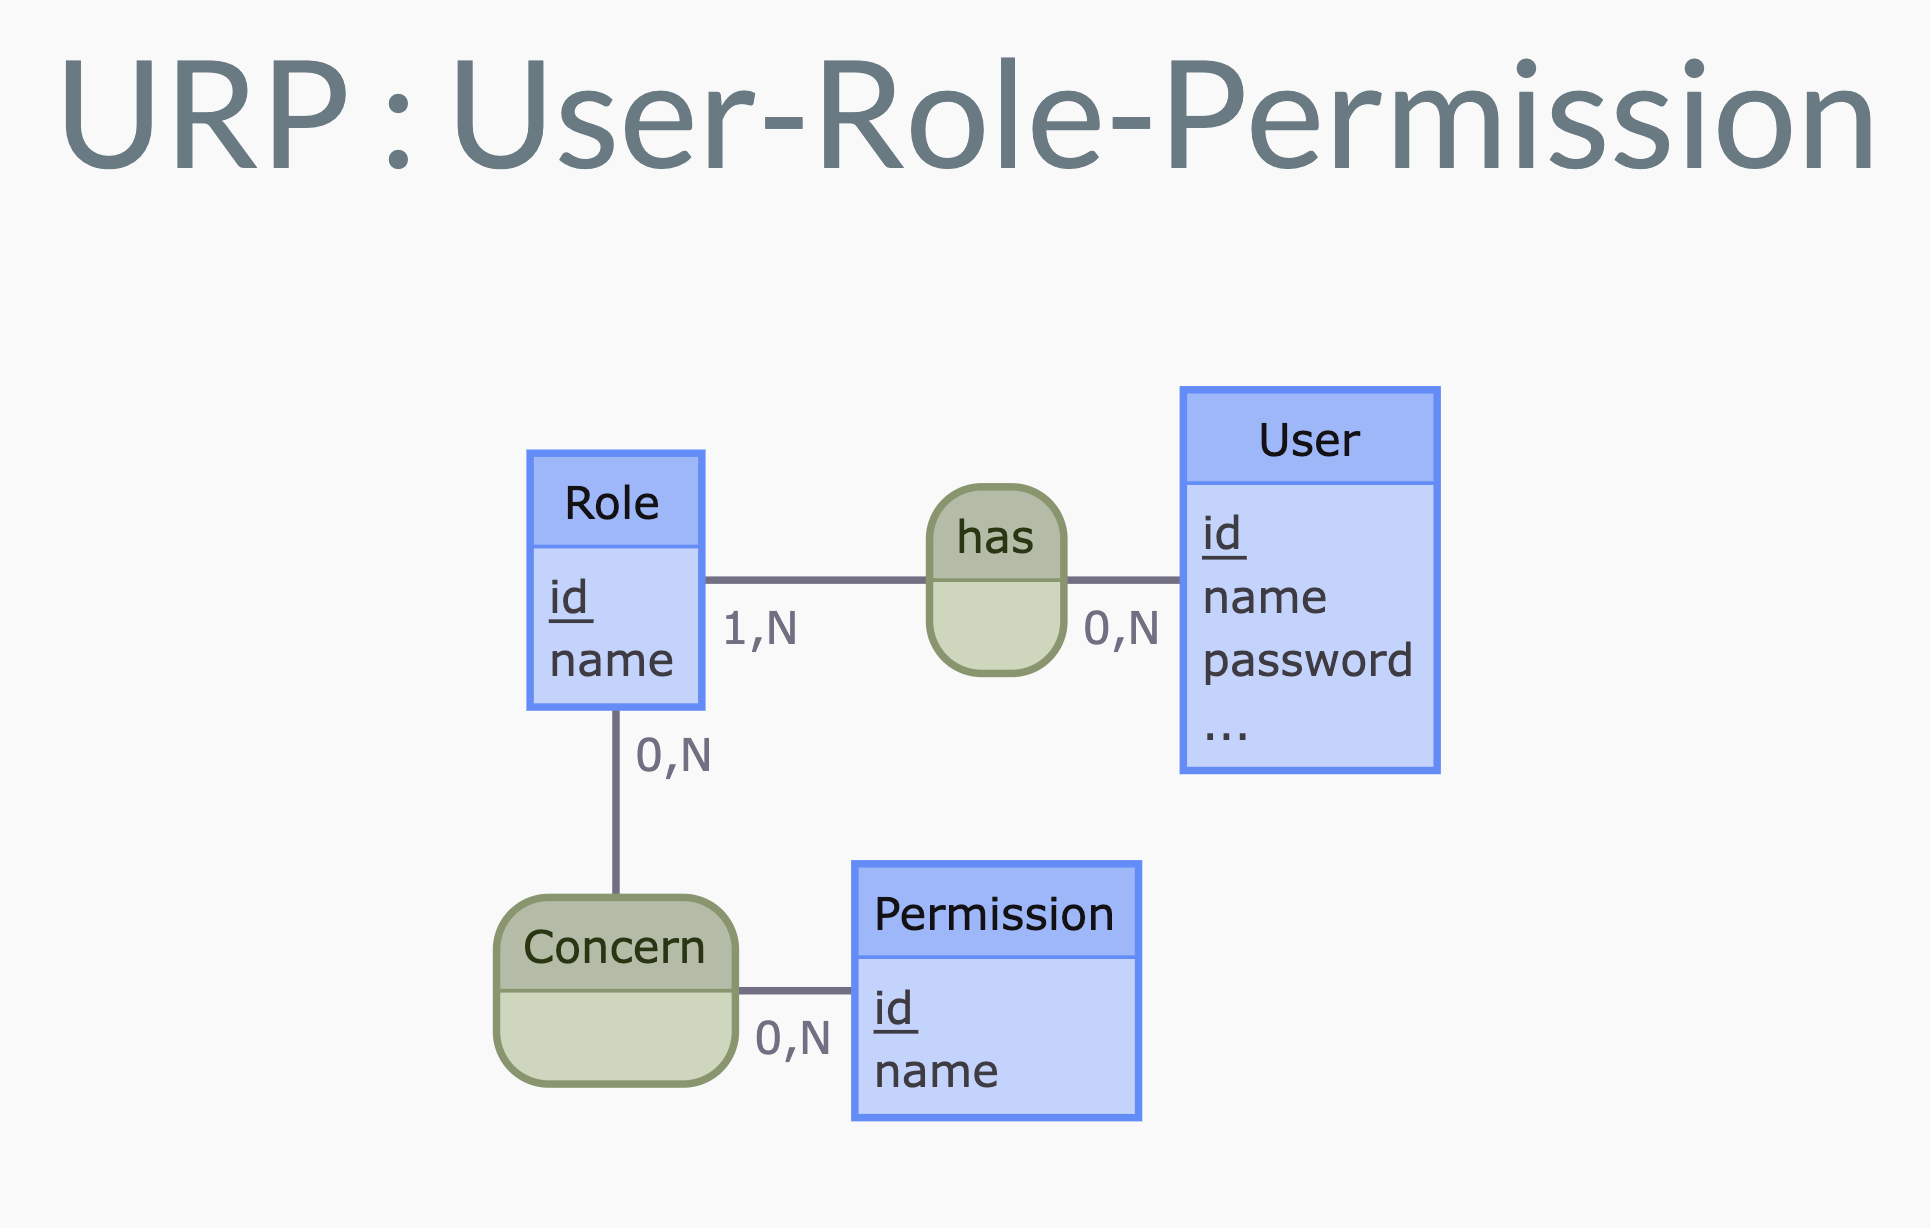 URP : User-Role-Permission
Role
id
name
1,N
has
0,N
User
id
name
password
...
0,N
Concern
0,N
Permission
id
name